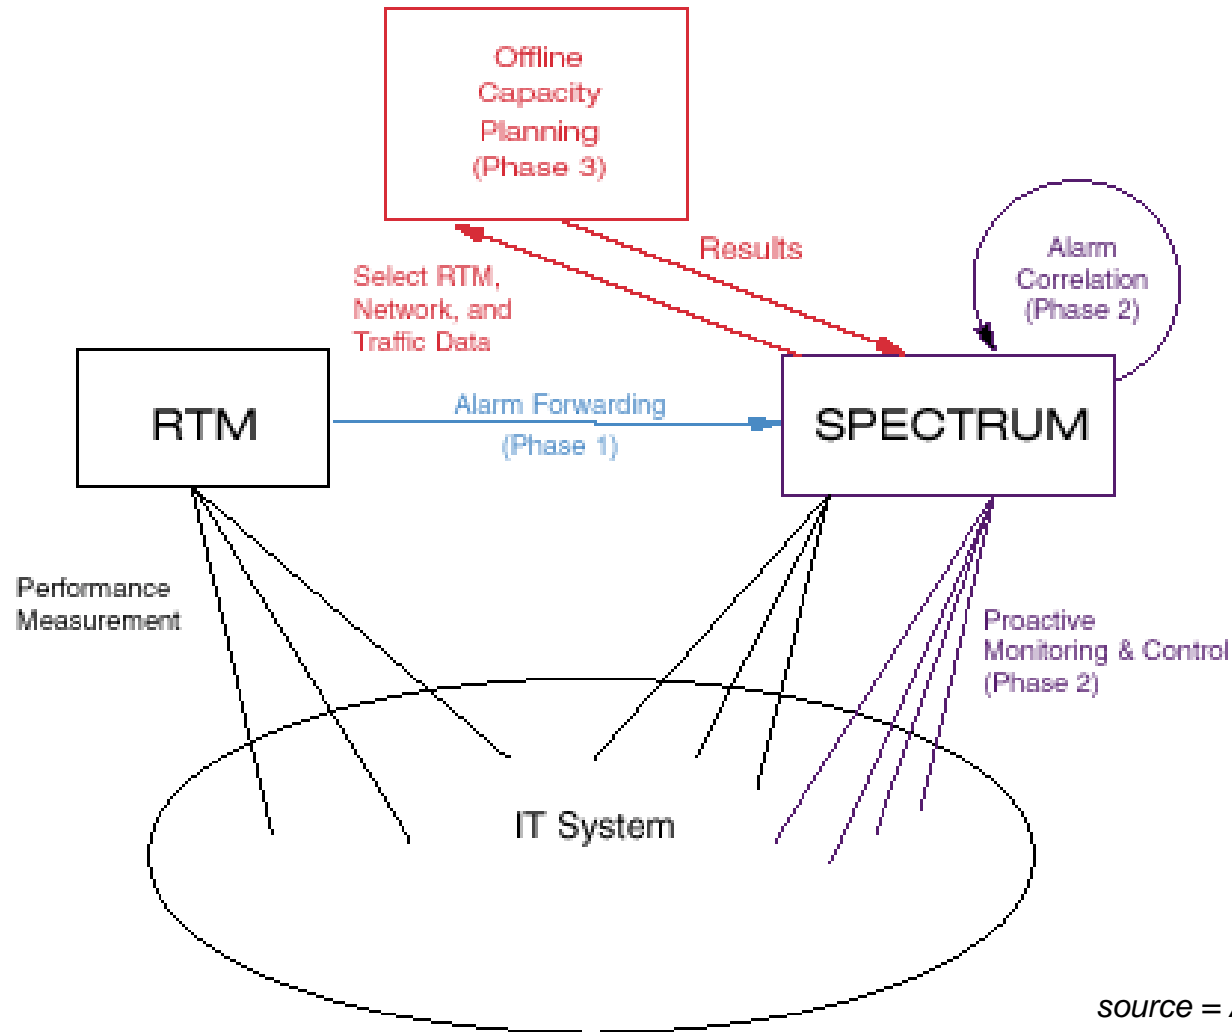 Offline
Capacity
Planning
(Phase 3)
Results
Select RTM,
Network, and
Traffic Data
Alarm
Correlation
(Phase 2)
RTM
Alarm Forwarding
(Phase 1)
SPECTRUM
Performance
Measurement
Proactive
Monitoring & Control
(Phase 2)
IT System
source =